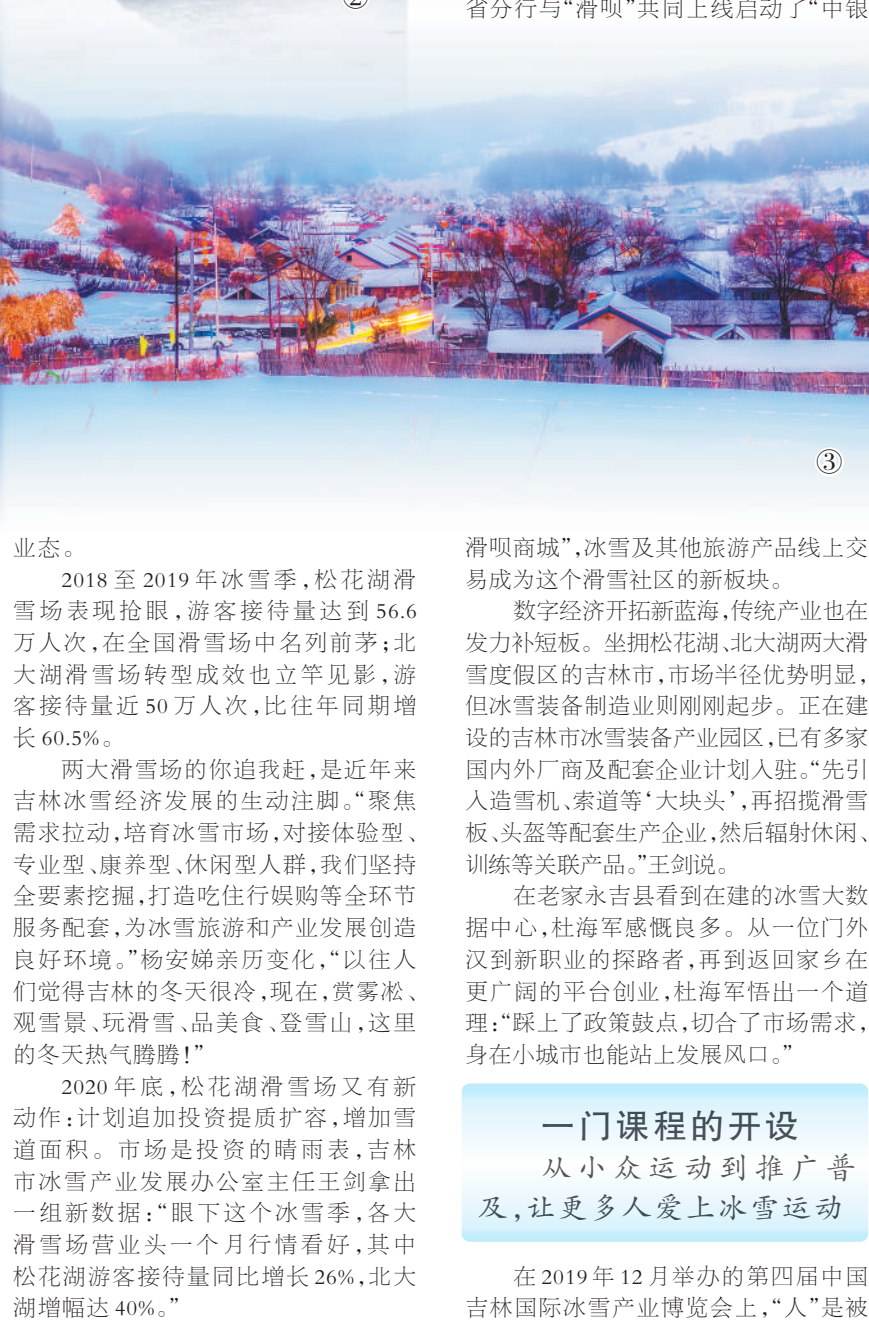 ②
省分行与“滑呗”共同上线启动了“中银
③
业态。
2018至2019年冰雪季，松花湖滑
雪场表现抢眼，游客接待量达到56.6
万人次，在全国滑雪场中名列前茅；北
大湖滑雪场转型成效也立竿见影，游
客接待量近50万人次，比往年同期增
长60.5%。
两大滑雪场的你追我赶，是近年来
吉林冰雪经济发展的生动注脚。“聚焦
需求拉动，培育冰雪市场，对接体验型、
专业型、康养型、休闲型人群，我们坚持
全要素挖掘，打造吃住行娱购等全环节
服务配套，为冰雪旅游和产业发展创造
良好环境。”杨安娣亲历变化，“以往人
们觉得吉林的冬天很冷，现在，赏雾凇、
观雪景、玩滑雪、品美食、登雪山，这里
的冬天热气腾腾！”
2020年底，松花湖滑雪场又有新
动作：计划追加投资提质扩容，增加雪
道面积。市场是投资的晴雨表，吉林
市冰雪产业发展办公室主任王剑拿出
一组新数据：“眼下这个冰雪季，各大
滑雪场营业头一个月行情看好，其中
松花湖游客接待量同比增长26%，北大
湖增幅达40%。”
滑呗商城”，冰雪及其他旅游产品线上交
易成为这个滑雪社区的新板块。
数字经济开拓新蓝海，传统产业也在
发力补短板。坐拥松花湖、北大湖两大滑
雪度假区的吉林市，市场半径优势明显，
但冰雪装备制造业则刚刚起步。正在建
设的吉林市冰雪装备产业园区，已有多家
国内外厂商及配套企业计划入驻。“先引
入造雪机、索道等‘大块头’，再招揽滑雪
板、头盔等配套生产企业，然后辐射休闲、
训练等关联产品。”王剑说。
在老家永吉县看到在建的冰雪大数
据中心，杜海军感慨良多。从一位门外
汉到新职业的探路者，再到返回家乡在
更广阔的平台创业，杜海军悟出一个道
理：“踩上了政策鼓点，切合了市场需求，
身在小城市也能站上发展风口。”
一门课程的开设
从小众运动到推广普
及，让更多人爱上冰雪运动
在2019年12月举办的第四届中国
吉林国际冰雪产业博览会上，“人”是被